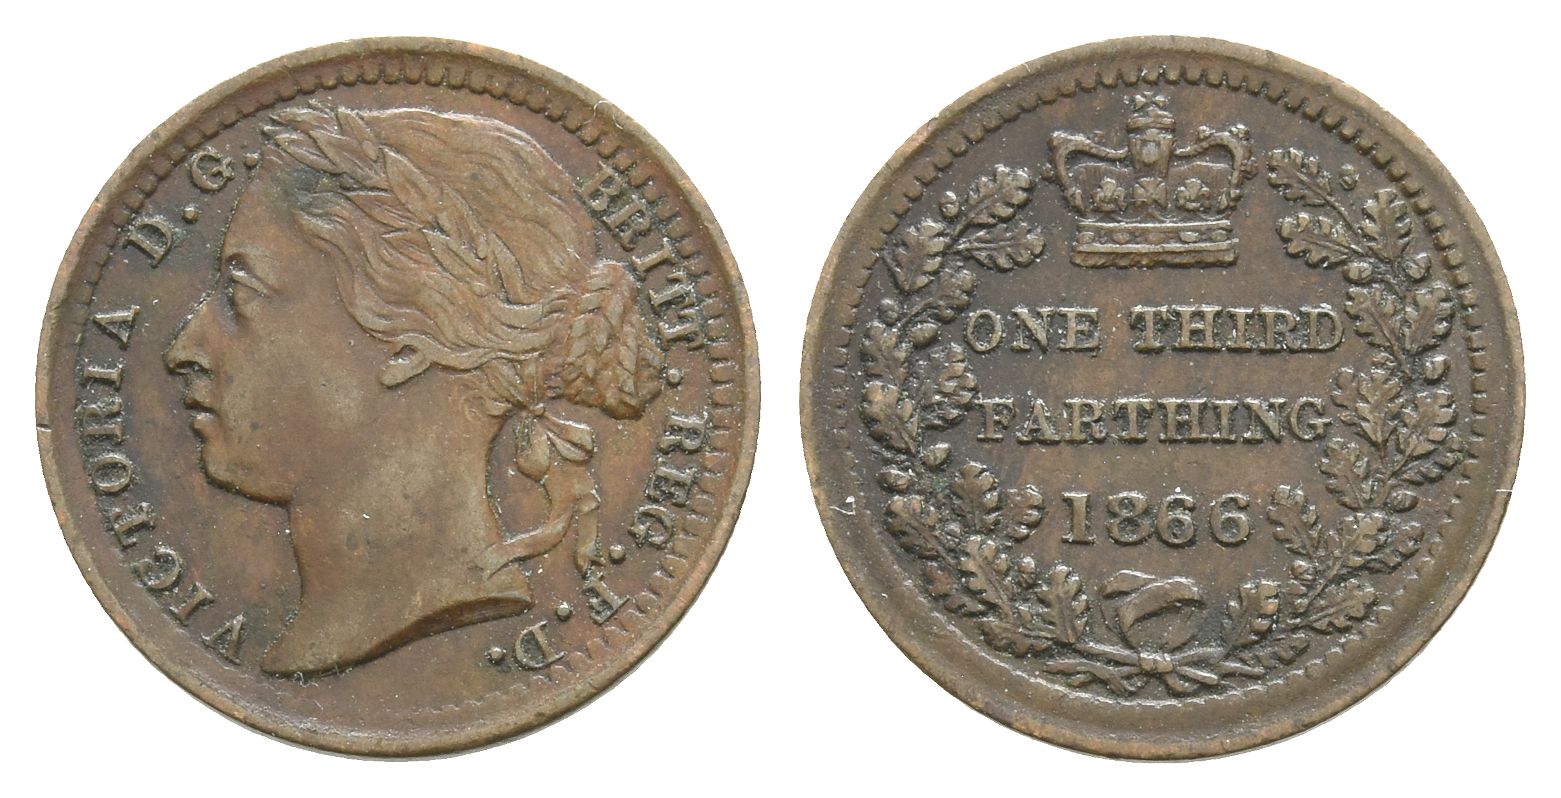 VICTORIA D. G. BRITT. REG. F. D.
ONE THIRD
FARTHING
1866